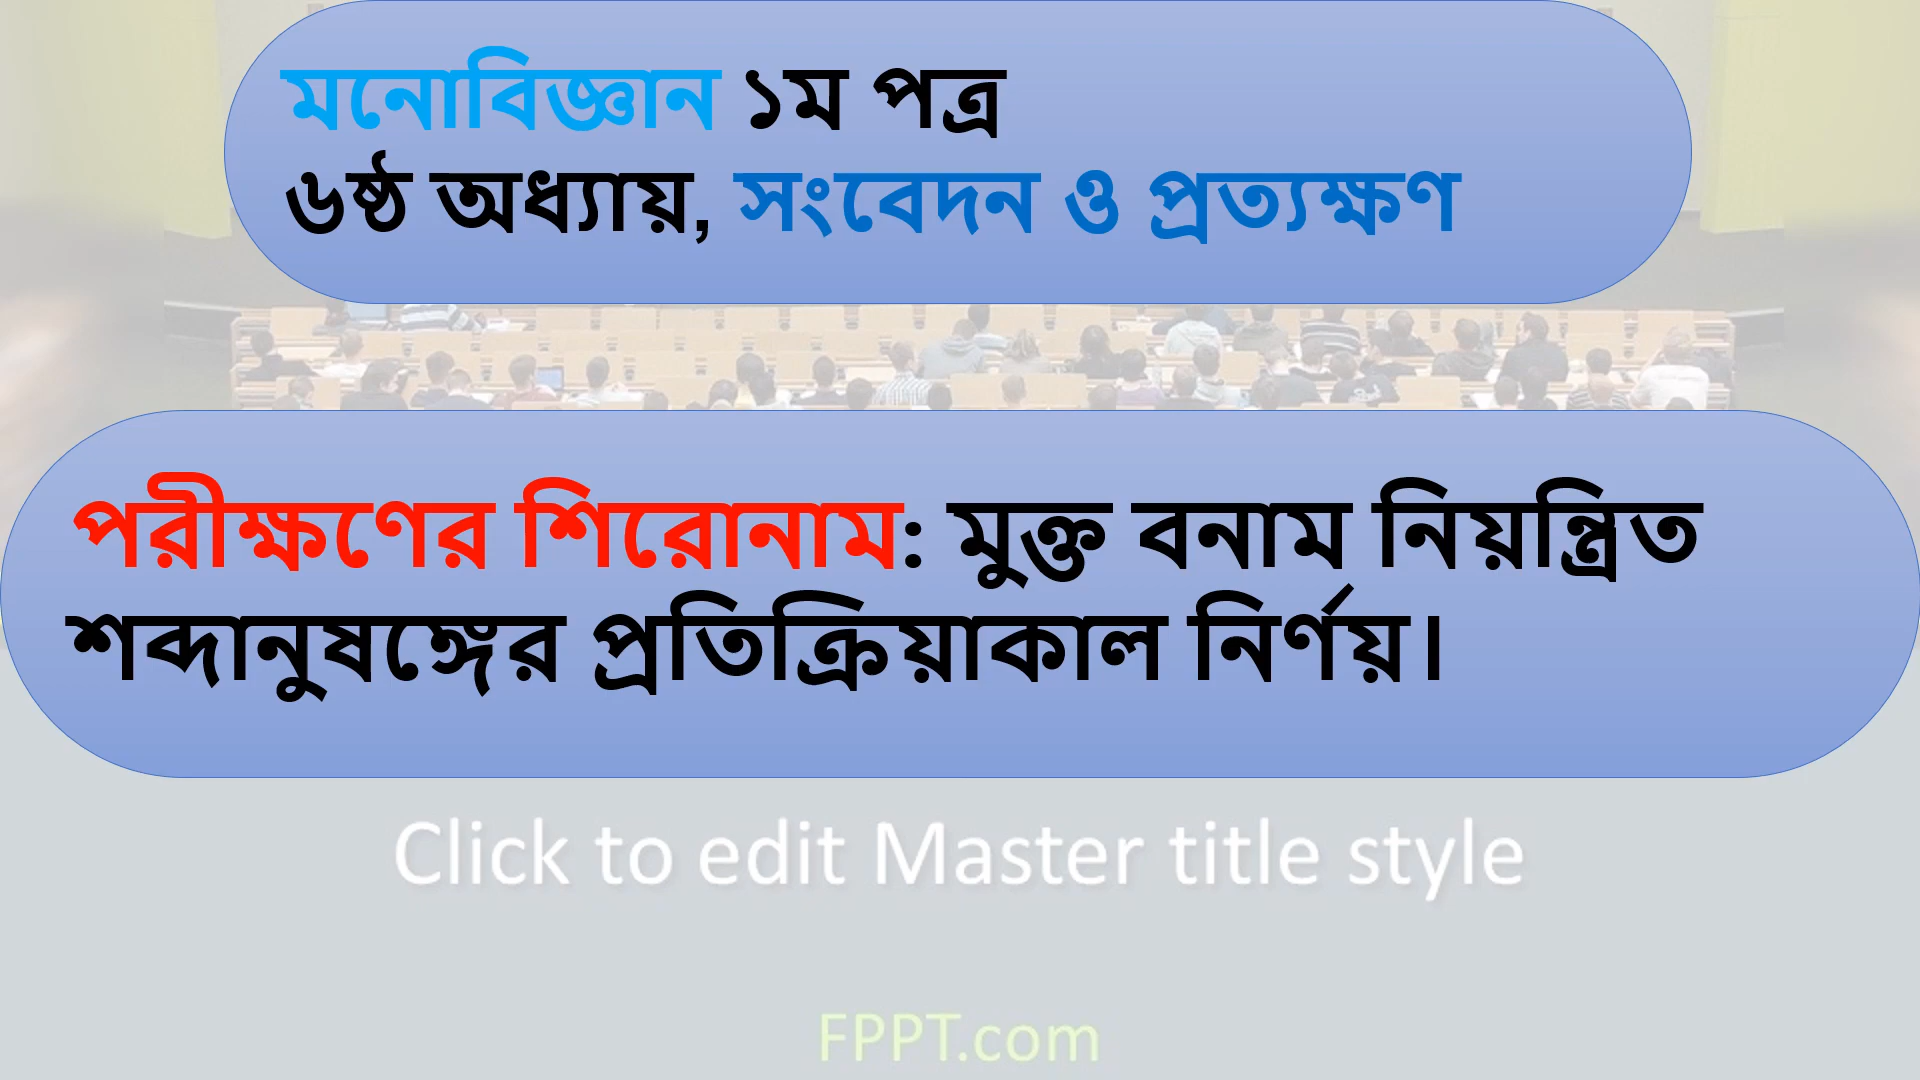 মনোবিজ্ঞান ১ম পত্র
৬ষ্ঠ অধ্যায়, সংবেদন ও প্রত্যক্ষণ
পরীক্ষণের শিরোনাম: মুক্ত বনাম নিয়ন্ত্রিত
শব্দানুষঙ্গের প্রতিক্রিয়াকাল নির্ণয়।
Click to edit Master title style
FPPT.com